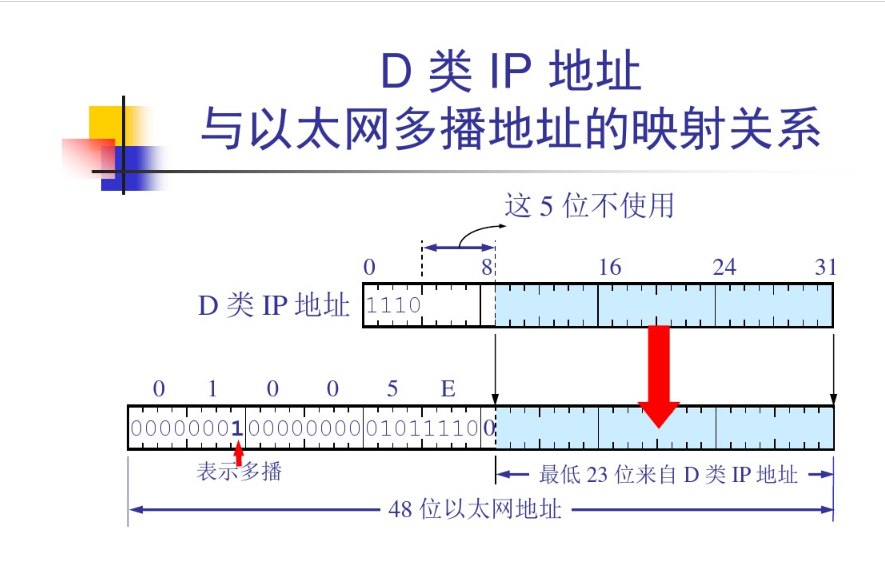 D 类 IP 地址
与以太网多播地址的映射关系
这 5 位不使用
0 8 16 24 31
D 类 IP 地址 1110
0 1 0 0 5 E
00000001 00000000 01011110 0
表示多播
最低 23 位来自 D 类 IP 地址
48 位以太网地址